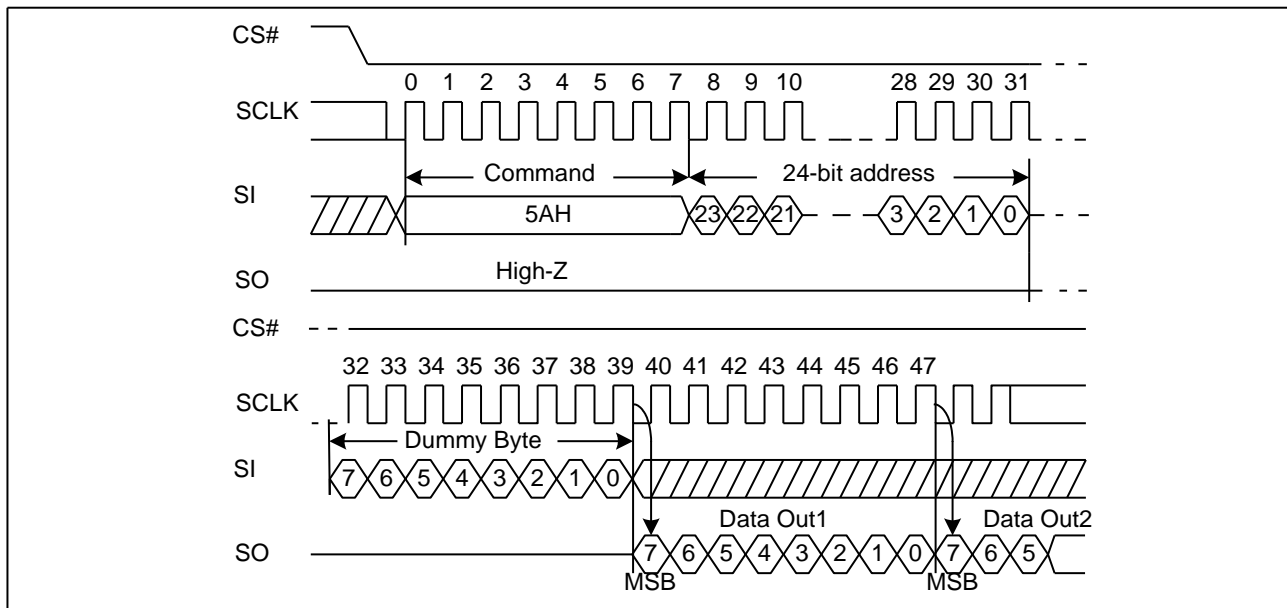 CS#
0 1 2 3 4 5 6 7 8 9 10 28 29 30 31
SCLK
Command 24-bit address
SI
5AH 23 22 21 3 2 1 0
High-Z
SO
CS#
32 33 34 35 36 37 38 39 40 41 42 43 44 45 46 47
SCLK
Dummy Byte
SI
7 6 5 4 3 2 1 0
Data Out1 Data Out2
SO
7 6 5 4 3 2 1 0 7 6 5
MSB MSB